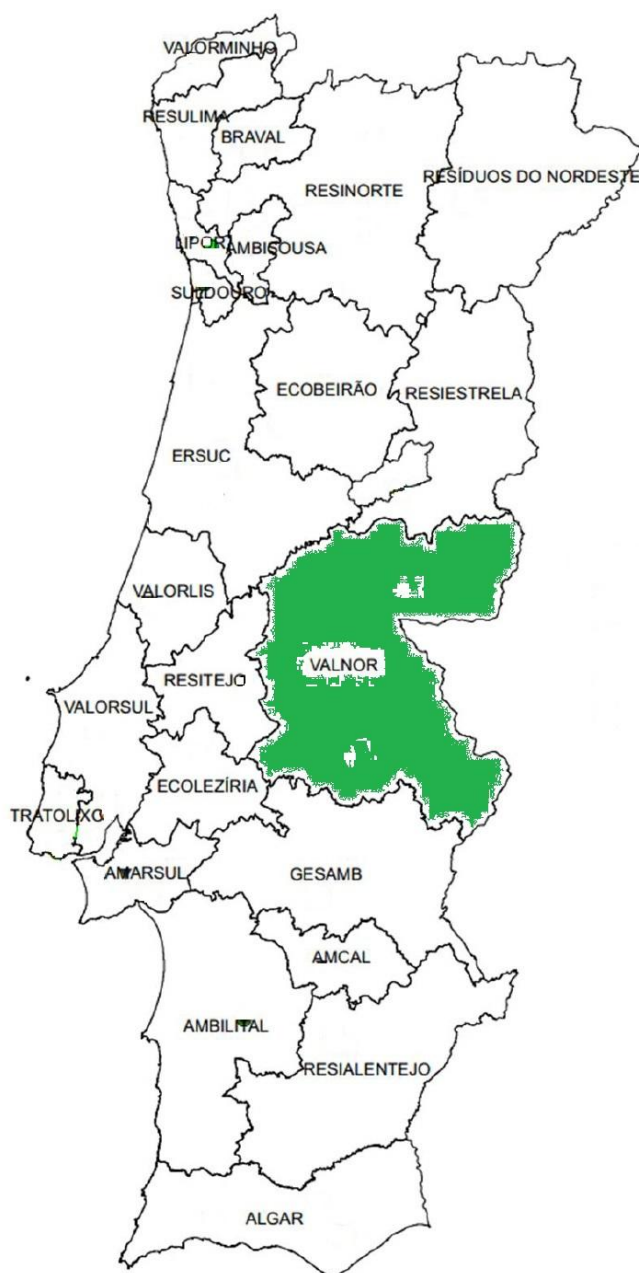 VALORMINHO
RESULIMA
BRAVAL
RESINORTE
RESÍDUOS DO NORDESTE
LIPOR
AMBISOUSA
SULDOURO
ECOBEIRÃO
RESIESTRELA
ERSUC
VALORLIS
VALNOR
RESITEJO
VALORSUL
ECOLEZÍRIA
TRATOLIXO
AMARSUL
GESAMB
AMCAL
AMBILITAL
RESIALENTEJO
ALGAR